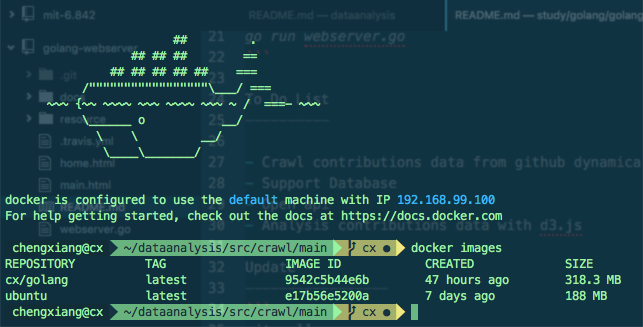 mit-6.842 README.md — dataanalysis README.md — study/golang/golang
golang-webserver 21 go run webserver.go
.git
To Do List
resource
.travis.yml
home.html - Crawl contributions data from github dynamica
main.html - Support Database
README.md
docker is configured to use the default machine with IP 192.168.99.100
For help getting started, check out the docs at https://docs.docker.com
webserver.go 30 - Analysis contributions data with d3.js
chengxiang@cx ~/dataanalysis/src/crawl/main cx ● docker images
REPOSITORY TAG IMAGE ID CREATED SIZE
cx/golang latest 9542c5b44e6b 47 hours ago 318.3 MB
ubuntu latest e17b56e5200a 7 days ago 188 MB
chengxiang@cx ~/dataanalysis/src/crawl/main cx ●